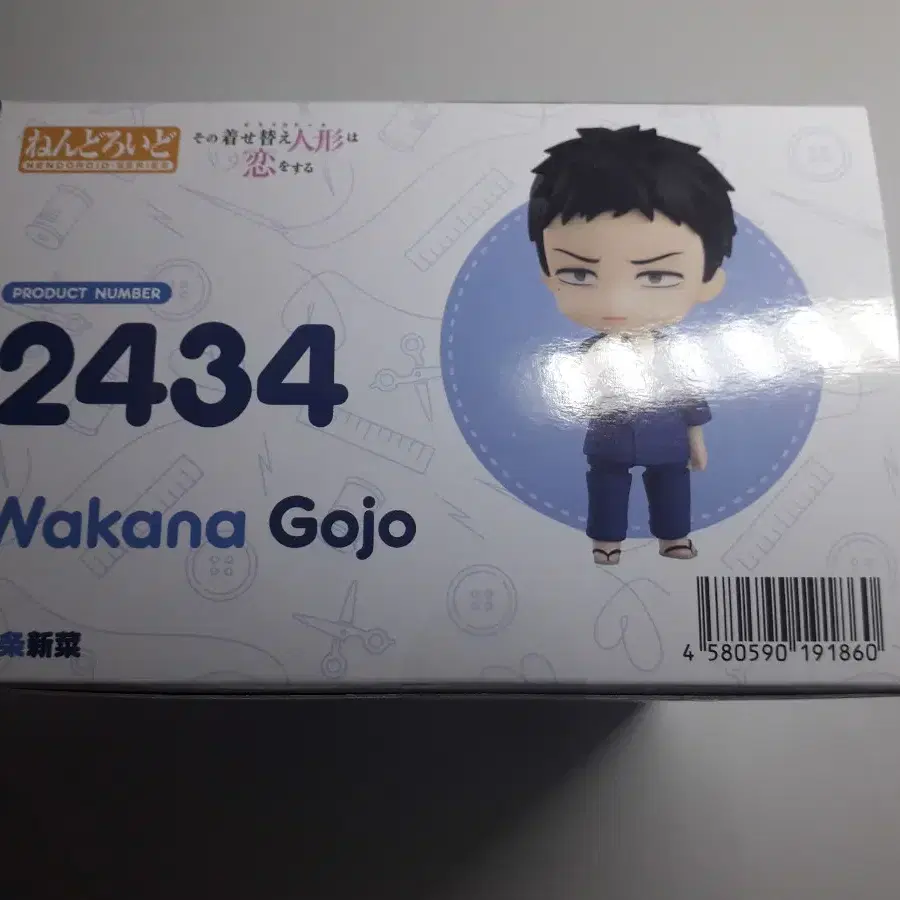 ねんどろいど
NENDOROID SERIES
その着せ替え人形は
恋をする
PRODUCT NUMBER
2434
Wakana Gojo
条新菜
4 580590 191860